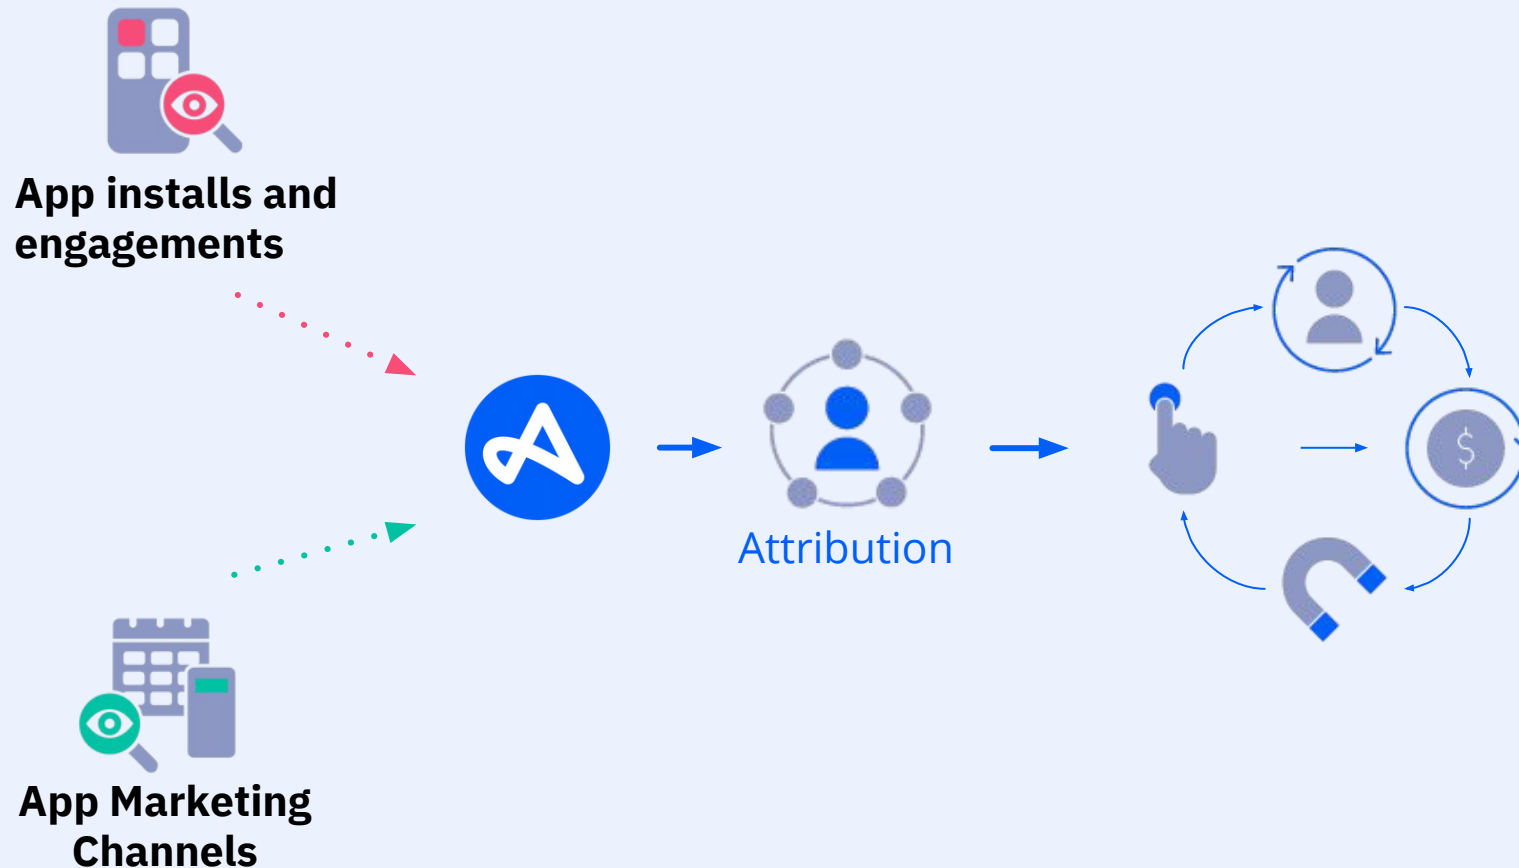 App installs and
engagements
$
Attribution
App Marketing
Channels